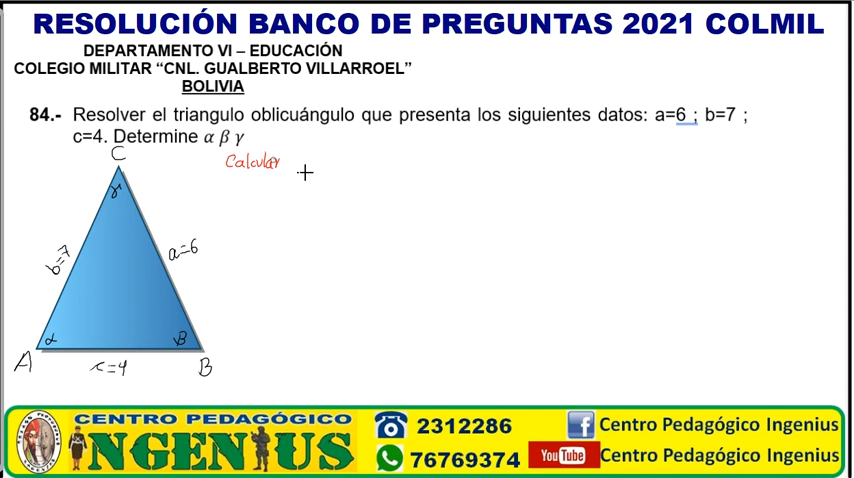 RESOLUCIÓN BANCO DE PREGUNTAS 2021 COLMIL
DEPARTAMENTO VI – EDUCACIÓN
COLEGIO MILITAR “CNL. GUALBERTO VILLARROEL”
BOLIVIA
84.- Resolver el triangulo oblicuángulo que presenta los siguientes datos: a=6 ; b=7 ;
c=4. Determine α β γ
Calcular
C
γ
b=7
a=6
α
β
A
c=4
B
CENTRO PEDAGÓGICO
INGENIUS
2312286
76769374
f Centro Pedagógico Ingenius
YouTube Centro Pedagógico Ingenius